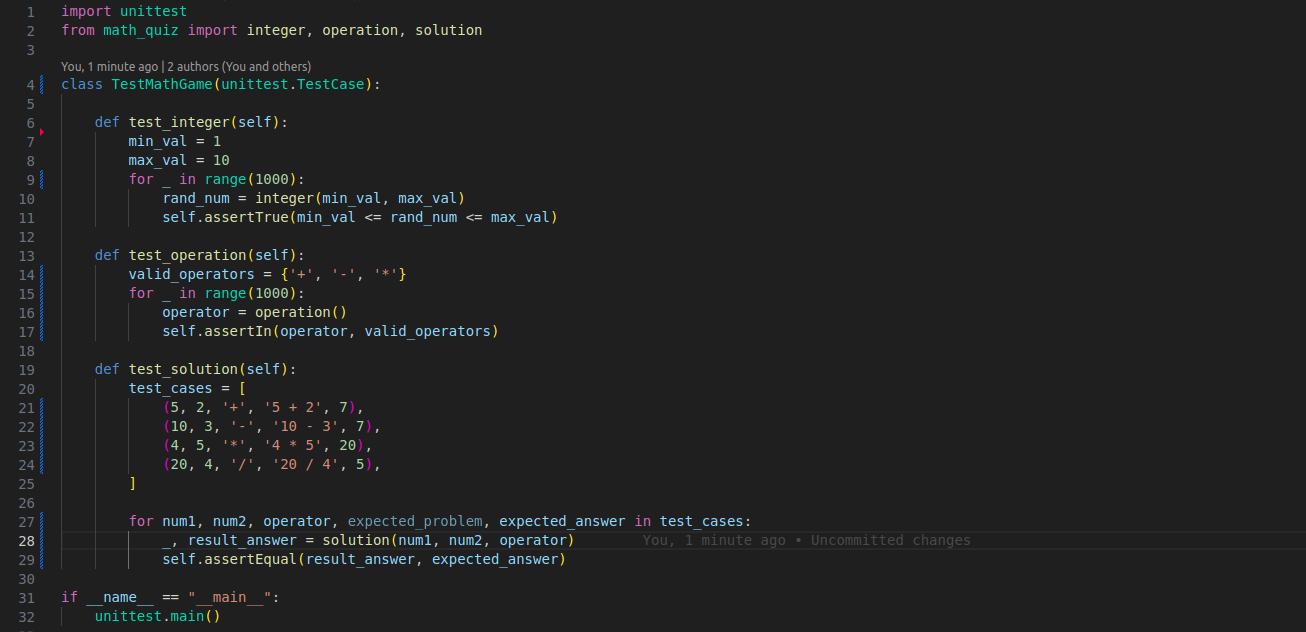 1 import unittest
2 from math_quiz import integer, operation, solution
3
You, 1 minute ago | 2 authors (You and others)
4 class TestMathGame(unittest.TestCase):
5
6     def test_integer(self):
7         min_val = 1
8         max_val = 10
9         for _ in range(1000):
10             rand_num = integer(min_val, max_val)
11             self.assertTrue(min_val <= rand_num <= max_val)
12
13     def test_operation(self):
14         valid_operators = {'+', '-', '*'}
15         for _ in range(1000):
16             operator = operation()
17             self.assertIn(operator, valid_operators)
18
19     def test_solution(self):
20         test_cases = [
21             (5, 2, '+', '5 + 2', 7),
22             (10, 3, '-', '10 - 3', 7),
23             (4, 5, '*', '4 * 5', 20),
24             (20, 4, '/', '20 / 4', 5),
25         ]
26
27         for num1, num2, operator, expected_problem, expected_answer in test_cases:
28             _, result_answer = solution(num1, num2, operator)        You, 1 minute ago • Uncommitted changes
29             self.assertEqual(result_answer, expected_answer)
30
31 if __name__ == "__main__":
32     unittest.main()